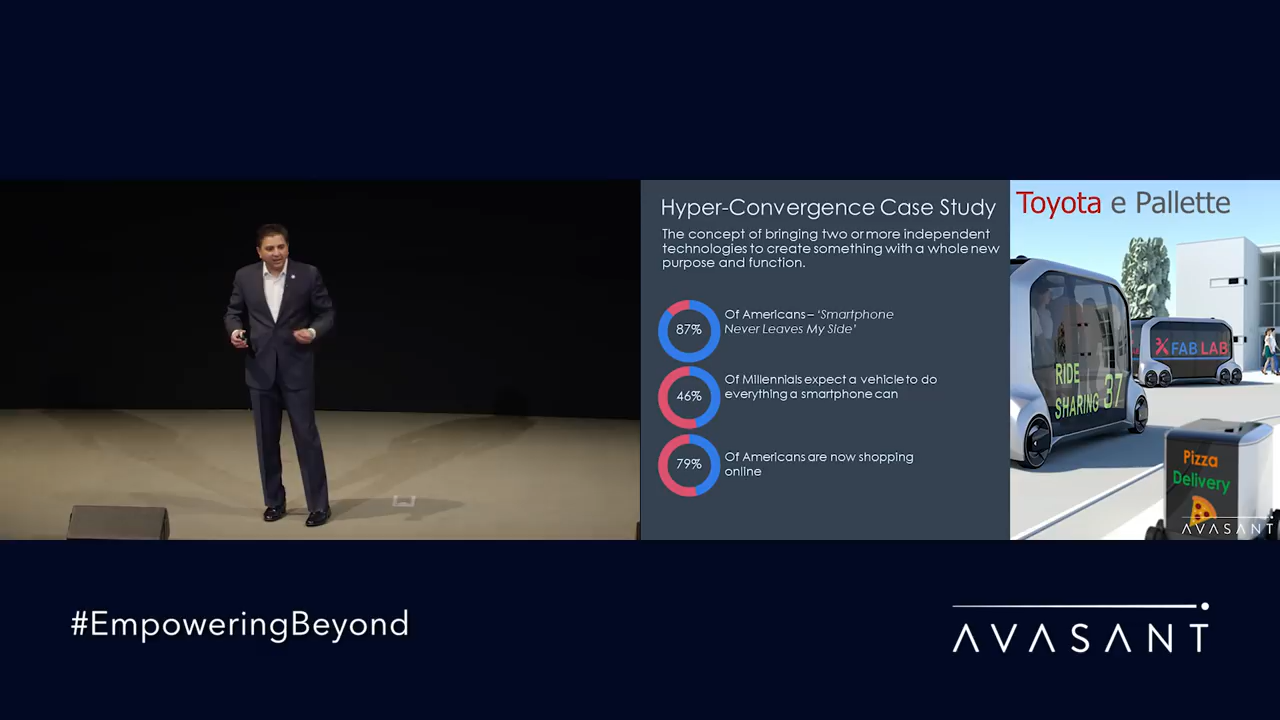 Hyper-Convergence Case Study
The concept of bringing two or more independent
technologies to create something with a whole new
purpose and function.
87%
Of Americans – ‘Smartphone
Never Leaves My Side’
46%
Of Millennials expect a vehicle to do
everything a smartphone can
79%
Of Americans are now shopping
online
Toyota e Pallette
FAB LAB
RIDE
SHARING 37
Pizza
Delivery
AVASANT
#EmpoweringBeyond
AVASANT